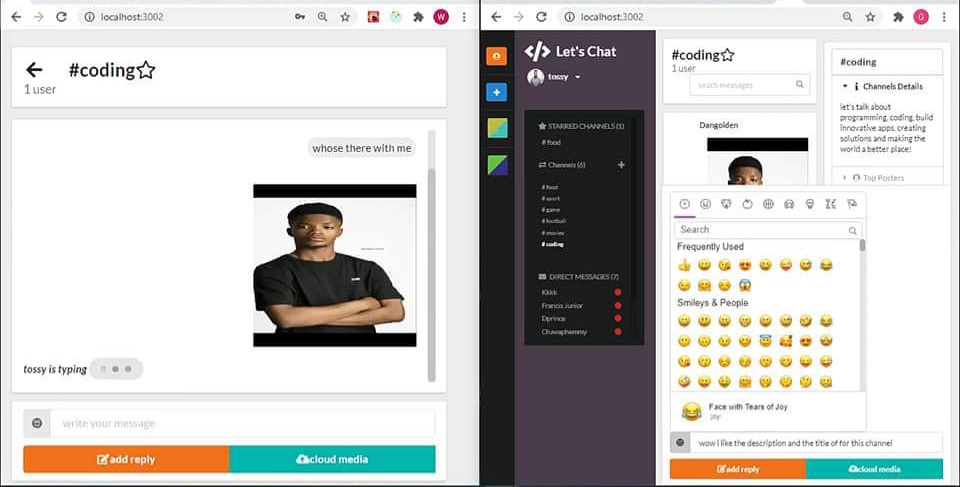 localhost:3002
W
#coding
1 user
whose there with me
tossy is typing
write your message
add reply
cloud media
localhost:3002
G
Let's Chat
tossy
STARRED CHANNELS (1)
# food
Channels (6)
# food
# sport
# game
# football
# movies
# coding
DIRECT MESSAGES (7)
Kkkk
Francis Junior
Dprince
Oluwaphemmy
#coding
1 user
seach messages
Dangolden
#coding
Channels Details
let's talk about
programming, coding, build
innovative apps, creating
solutions and making the
world a better place!
Top Posters
Search
Frequently Used
Smileys & People
Face with Tears of Joy
:joy:
wow i like the description and the title of for this channel
add reply
cloud media